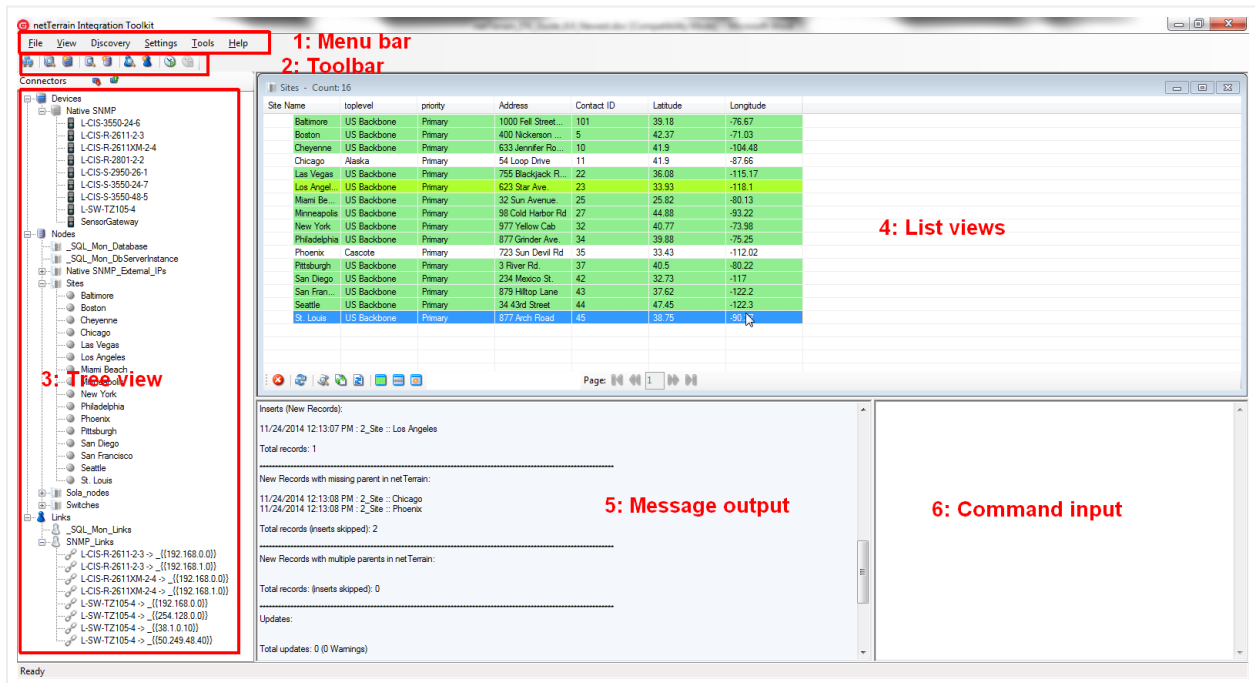 netTerrain Integration Toolkit
File View Discovery Settings Tools Help
1: Menu bar
2: Toolbar
Connectors
Devices
Native SNMP
L-CIS-3550-24-6
L-CIS-R-2611-2-3
L-CIS-R-2611XM-2-4
L-CIS-R-2801-2-2
L-CIS-S-2950-26-1
L-CIS-S-3550-24-7
L-CIS-S-3550-48-5
L-SW-TZ105-4
SensorGateway
Nodes
_SQL_Mon_Database
_SQL_Mon_DbServerInstance
Native SNMP_External_IPs
Sites
Baltimore
Boston
Cheyenne
Chicago
Las Vegas
Los Angeles
Miami Beach
3: Tree view
New York
Philadelphia
Phoenix
Pittsburgh
San Diego
San Francisco
Seattle
St. Louis
Sola_nodes
Switches
Links
_SQL_Mon_Links
SNMP_Links
L-CIS-R-2611-2-3 -> _{{192.168.0.0}}
L-CIS-R-2611-2-3 -> _{{192.168.1.0}}
L-CIS-R-2611XM-2-4 -> _{{192.168.0.0}}
L-CIS-R-2611XM-2-4 -> _{{192.168.1.0}}
L-SW-TZ105-4 -> _{{192.168.0.0}}
L-SW-TZ105-4 -> _{{254.128.0.0}}
L-SW-TZ105-4 -> _{{38.1.0.10}}
L-SW-TZ105-4 -> _{{50.249.48.40}}
Sites - Count: 16
Site Name toplevel priority Address Contact ID Latitude Longitude
Baltimore US Backbone Primary 1000 Fell Street... 101 39.18 -76.67
Boston US Backbone Primary 400 Nickerson ... 5 42.37 -71.03
Cheyenne US Backbone Primary 633 Jennifer Ro... 10 41.9 -104.48
Chicago Alaska Primary 54 Loop Drive 11 41.9 -87.66
Las Vegas US Backbone Primary 755 Blackjack R... 22 36.08 -115.17
Los Angel... US Backbone Primary 623 Star Ave. 23 33.93 -118.1
Miami Be... US Backbone Primary 32 Sun Avenue. 25 25.82 -80.13
Minneapolis US Backbone Primary 98 Cold Harbor Rd 27 44.88 -93.22
New York US Backbone Primary 977 Yellow Cab 32 40.77 -73.98
Philadelphia US Backbone Primary 877 Grinder Ave. 34 39.88 -75.25
Phoenix Cascote Primary 723 Sun Devil Rd 35 33.43 -112.02
Pittsburgh US Backbone Primary 3 River Rd. 37 40.5 -80.22
San Diego US Backbone Primary 234 Mexico St. 42 32.73 -117
San Fran... US Backbone Primary 879 Hilltop Lane 43 37.62 -122.2
Seattle US Backbone Primary 34 43rd Street 44 47.45 -122.3
St. Louis US Backbone Primary 877 Arch Road 45 38.75
4: List views
Page: 1
Inserts (New Records):
11/24/2014 12:13:07 PM : 2_Site :: Los Angeles
Total records: 1
New Records with missing parent in netTerrain:
11/24/2014 12:13:08 PM : 2_Site :: Chicago
11/24/2014 12:13:08 PM : 2_Site :: Phoenix
Total records (inserts skipped): 2
New Records with multiple parents in netTerrain:
Total records: (inserts skipped): 0
Updates:
Total updates: 0 (0 Warnings)
5: Message output
6: Command input
Ready